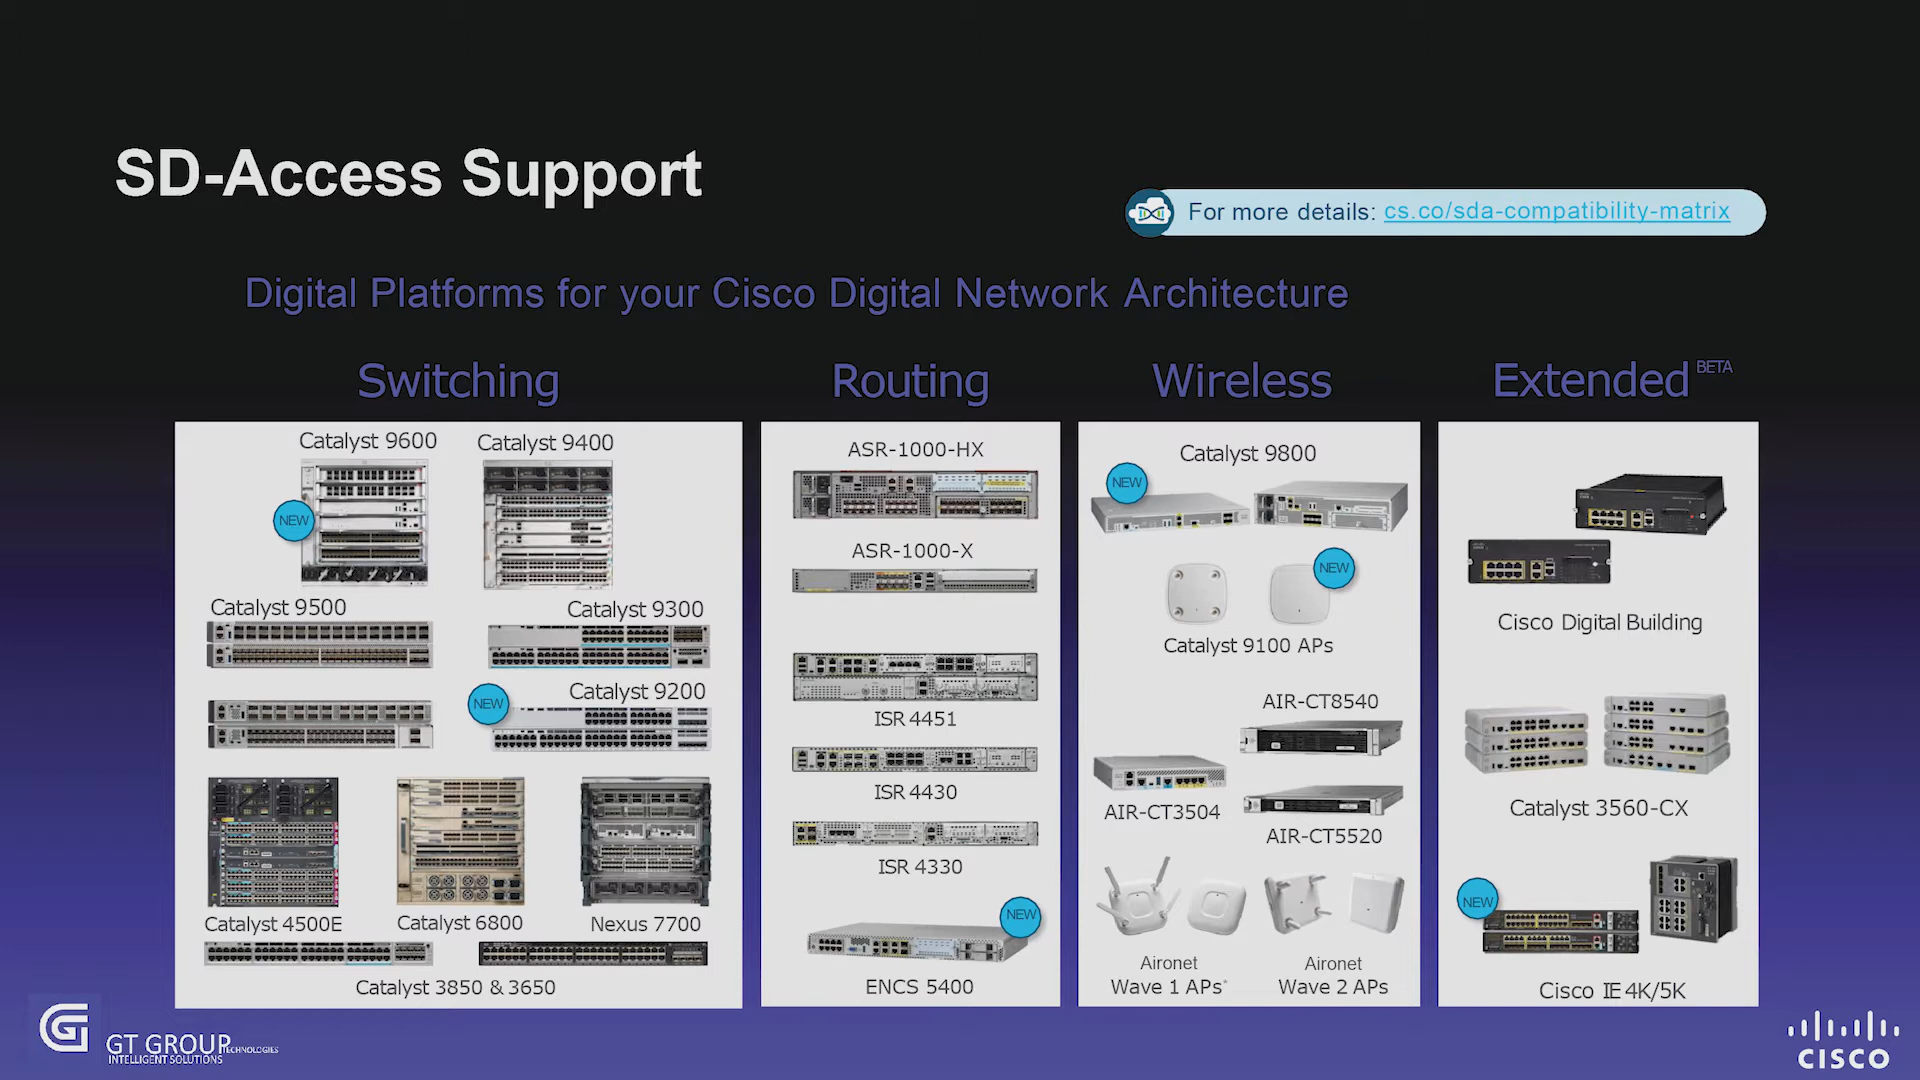 SD-Access Support
For more details: cs.co/sda-compatibility-matrix
Digital Platforms for your Cisco Digital Network Architecture
Switching
Catalyst 9600
Catalyst 9400
NEW
Catalyst 9500
Catalyst 9300
Catalyst 9200
NEW
Catalyst 4500E
Catalyst 6800
Nexus 7700
Catalyst 3850 & 3650
Routing
ASR-1000-HX
ASR-1000-X
ISR 4451
ISR 4430
ISR 4330
NEW
ENCS 5400
Wireless
Catalyst 9800
NEW
NEW
Catalyst 9100 APs
AIR-CT8540
AIR-CT3504
AIR-CT5520
Aironet
Wave 1 APs*
Aironet
Wave 2 APs
Extended BETA
Cisco Digital Building
Catalyst 3560-CX
NEW
Cisco IE 4K/5K
GT GROUP TECHNOLOGIES
INTELLIGENT SOLUTIONS
CISCO